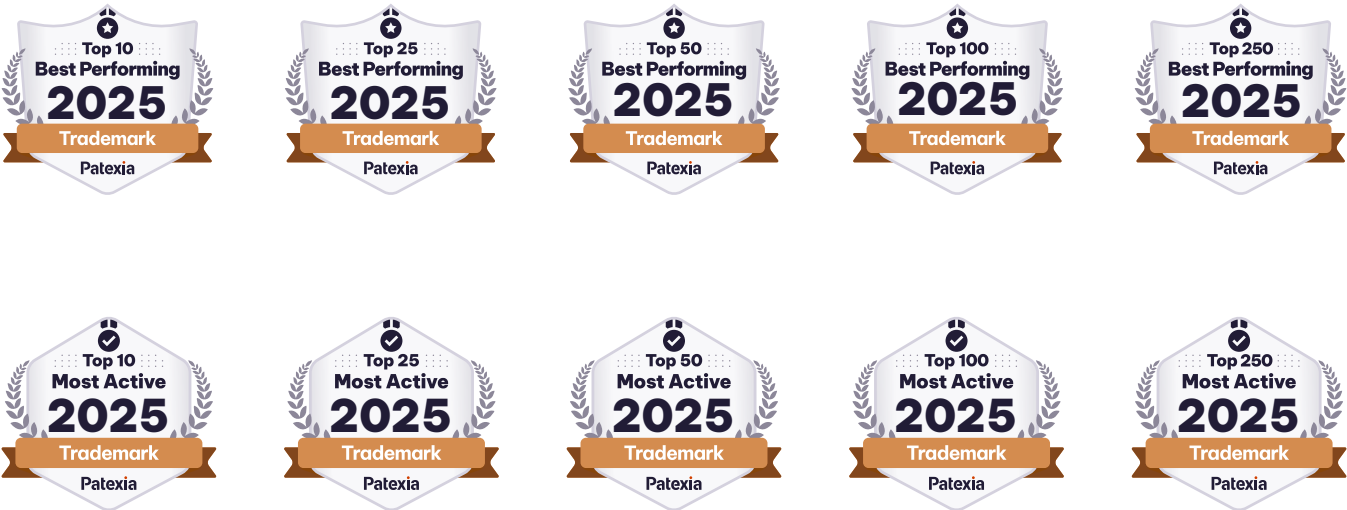 Top 10
Best Performing
2025
Trademark
Patexia
Top 25
Best Performing
2025
Trademark
Patexia
Top 50
Best Performing
2025
Trademark
Patexia
Top 100
Best Performing
2025
Trademark
Patexia
Top 250
Best Performing
2025
Trademark
Patexia
Top 10
Most Active
2025
Trademark
Patexia
Top 25
Most Active
2025
Trademark
Patexia
Top 50
Most Active
2025
Trademark
Patexia
Top 100
Most Active
2025
Trademark
Patexia
Top 250
Most Active
2025
Trademark
Patexia